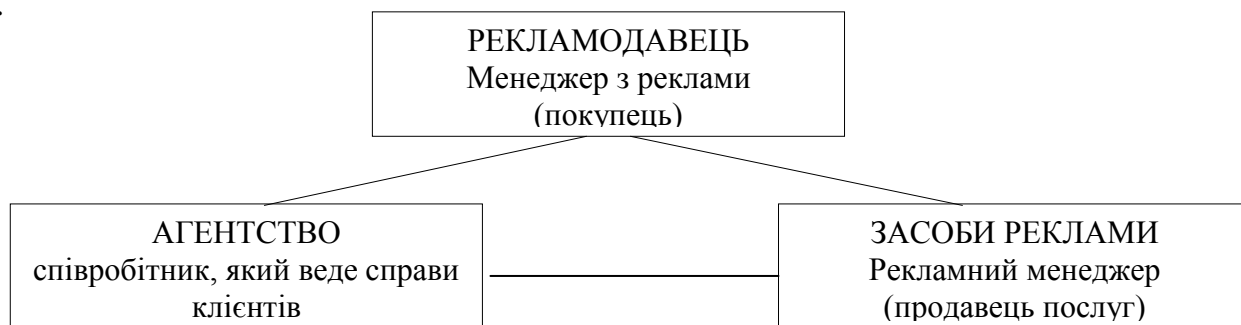 РЕКЛАМОДАВЕЦЬ
Менеджер з реклами
(покупець)
АГЕНТСТВО
співробітник, який веде справи
клієнтів
ЗАСОБИ РЕКЛАМИ
Рекламний менеджер
(продавець послуг)